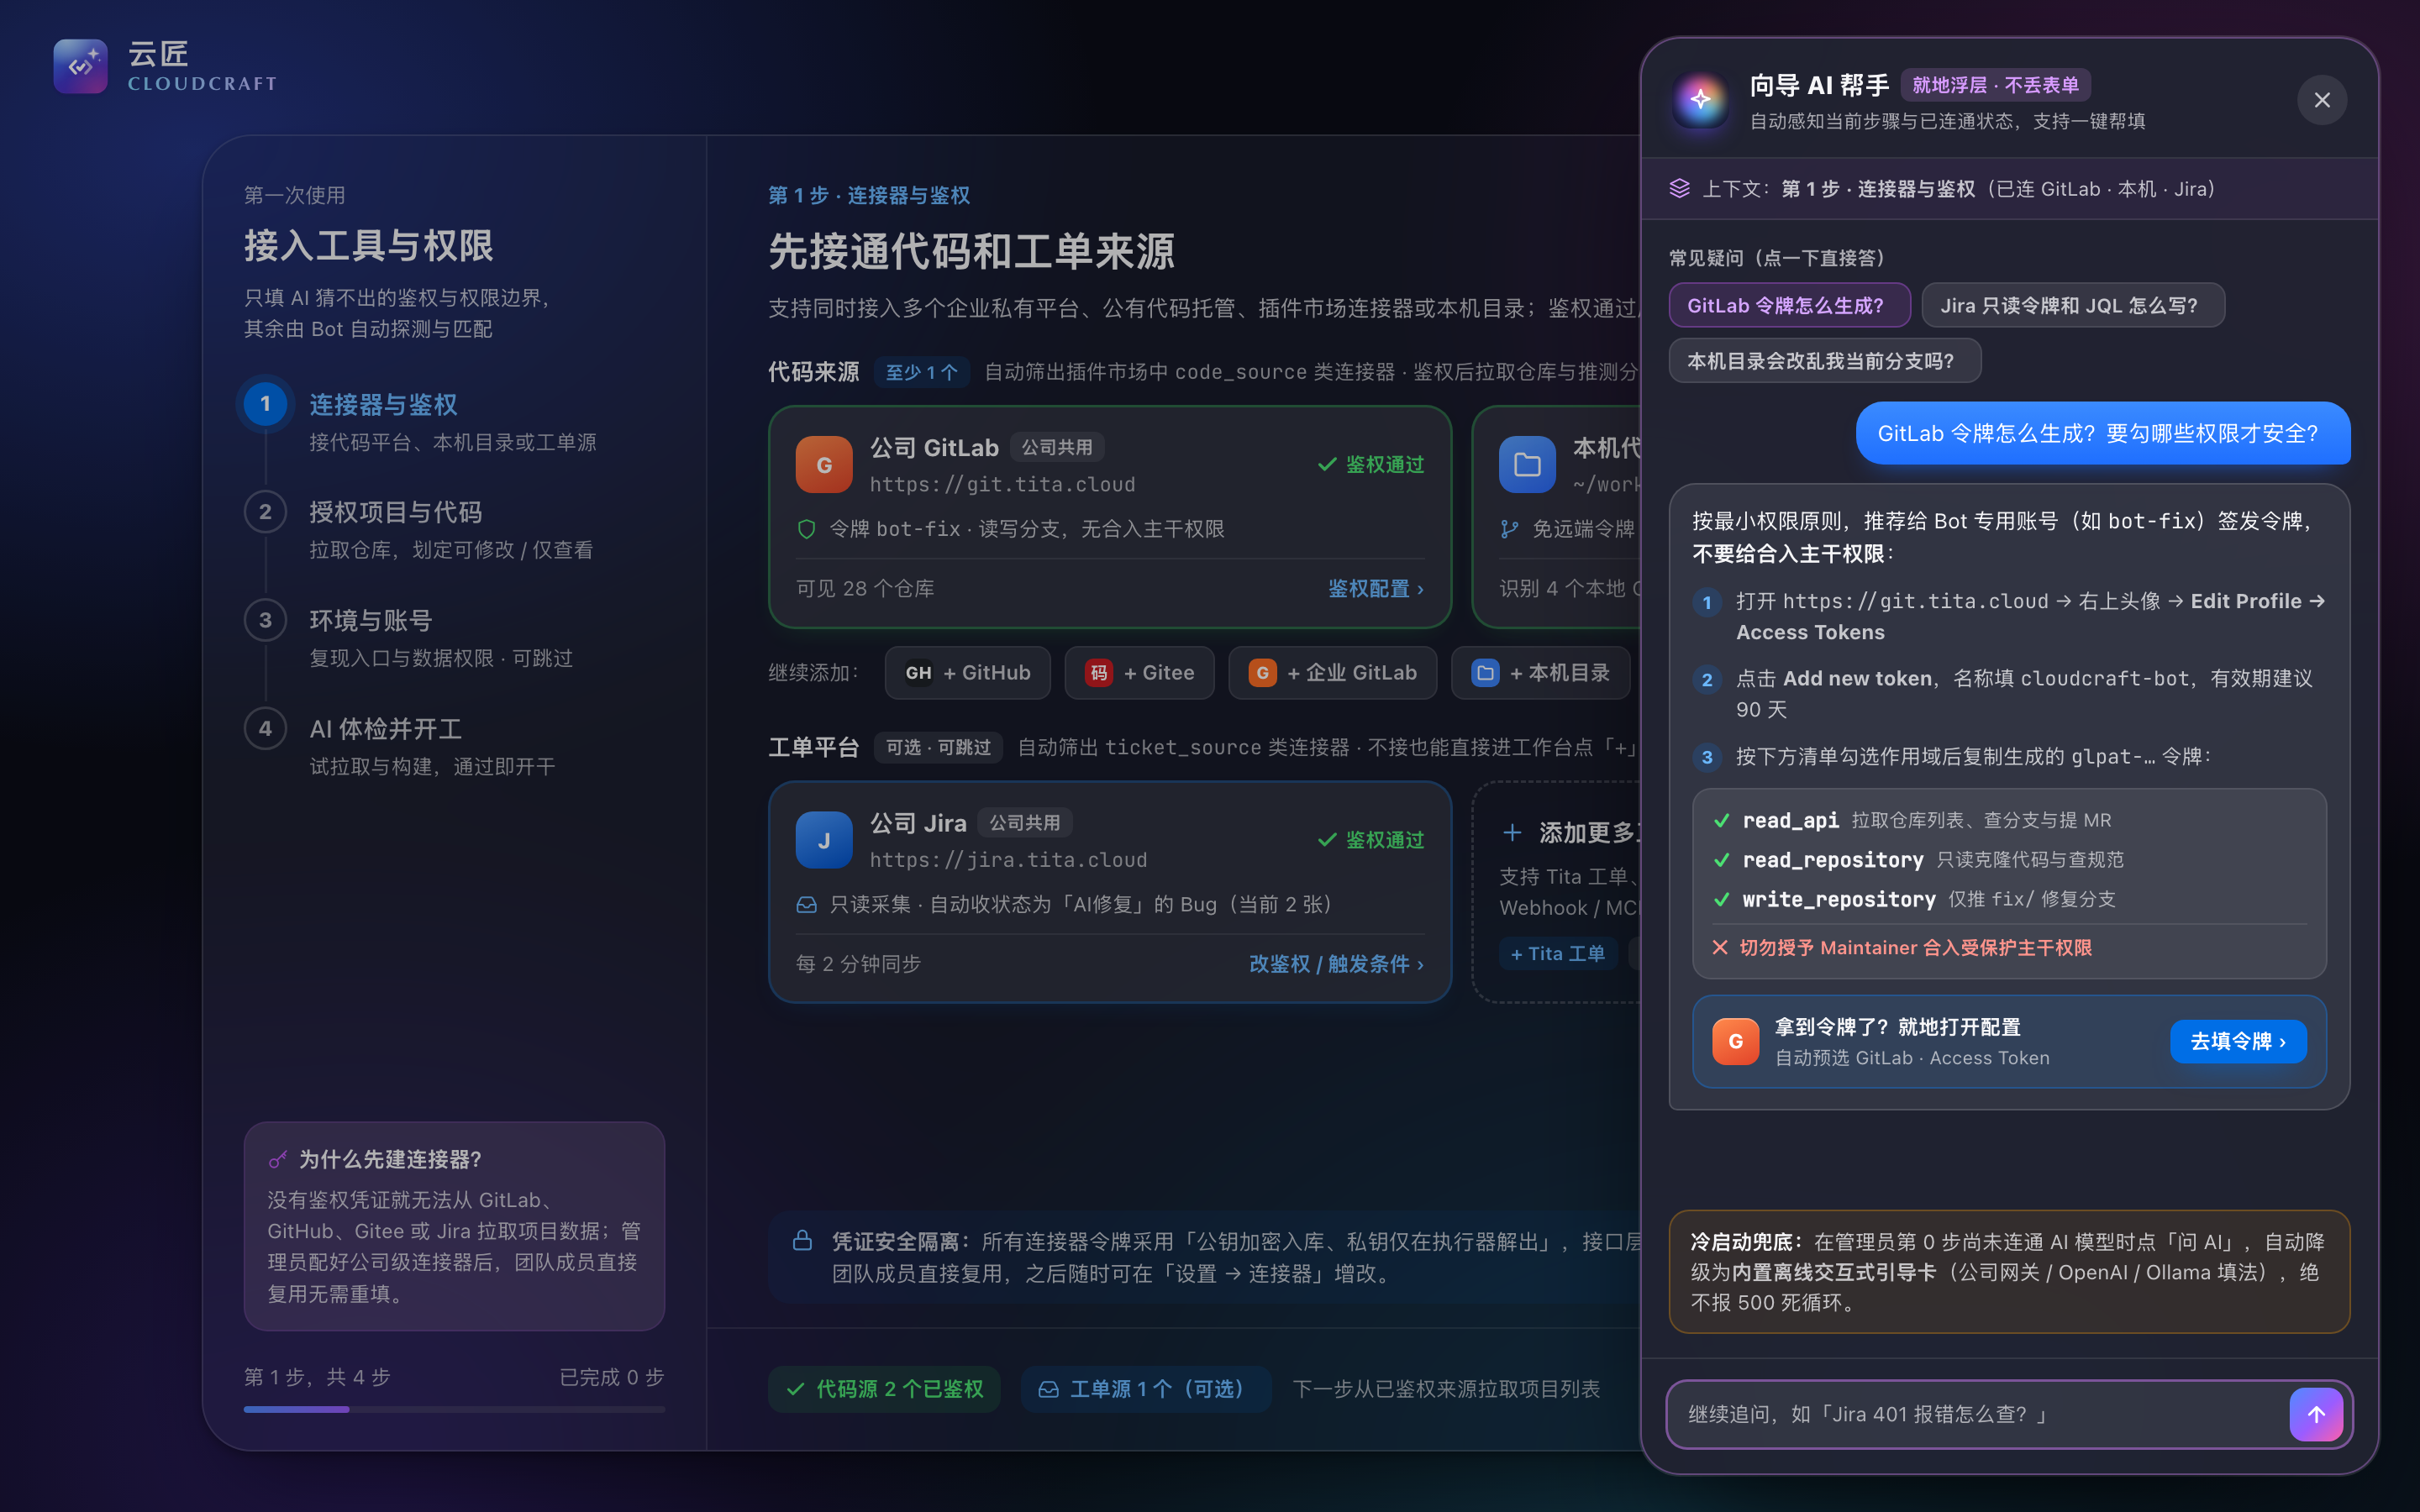 云匠
CLOUDCRAFT
第一次使用
接入工具与权限
只填 AI 猜不出的鉴权与权限边界，
其余由 Bot 自动探测与匹配
1 连接器与鉴权
接代码平台、本机目录或工单源
2 授权项目与代码
拉取仓库，划定可修改 / 仅查看
3 环境与账号
复现入口与数据权限 · 可跳过
4 AI 体检并开工
试拉取与构建，通过即开干
为什么先建连接器？
没有鉴权凭证就无法从 GitLab、
GitHub、Gitee 或 Jira 拉取项目数据；管
理员配好公司级连接器后，团队成员直接
复用无需重填。
第 1 步，共 4 步 已完成 0 步
第 1 步 · 连接器与鉴权
先接通代码和工单来源
支持同时接入多个企业私有平台、公有代码托管、插件市场连接器或本机目录；鉴权通过
代码来源 至少 1 个 自动筛出插件市场中 code_source 类连接器 · 鉴权后拉取仓库与推测分
G 公司 GitLab 公司共用
https://git.tita.cloud
鉴权通过
令牌 bot-fix · 读写分支，无合入主干权限
可见 28 个仓库 鉴权配置 ›
本机代
~/work
免远端令牌
识别 4 个本地
继续添加： GH + GitHub 码 + Gitee G + 企业 GitLab + 本机目录
工单平台 可选 · 可跳过 自动筛出 ticket_source 类连接器 · 不接也能直接进工作台点「+」
J 公司 Jira 公司共用
https://jira.tita.cloud
鉴权通过
只读采集 · 自动收状态为「AI修复」的 Bug（当前 2 张）
每 2 分钟同步 改鉴权 / 触发条件 ›
添加更多
支持 Tita 工单、
Webhook / MC
+ Tita 工单
凭证安全隔离：所有连接器令牌采用「公钥加密入库、私钥仅在执行器解出」，接口层
团队成员直接复用，之后随时可在「设置 → 连接器」增改。
代码源 2 个已鉴权 工单源 1 个（可选） 下一步从已鉴权来源拉取项目列表
向导 AI 帮手 就地浮层 · 不丢表单
自动感知当前步骤与已连通状态，支持一键帮填
上下文：第 1 步 · 连接器与鉴权（已连 GitLab · 本机 · Jira）
常见疑问（点一下直接答）
GitLab 令牌怎么生成？ Jira 只读令牌和 JQL 怎么写？
本机目录会改乱我当前分支吗？
GitLab 令牌怎么生成？要勾哪些权限才安全？
按最小权限原则，推荐给 Bot 专用账号（如 bot-fix）签发令牌，
不要给合入主干权限：
1 打开 https://git.tita.cloud → 右上头像 → Edit Profile →
Access Tokens
2 点击 Add new token，名称填 cloudcraft-bot，有效期建议
90 天
3 按下方清单勾选作用域后复制生成的 glpat-… 令牌：
read_api 拉取仓库列表、查分支与提 MR
read_repository 只读克隆代码与查规范
write_repository 仅推 fix/ 修复分支
切勿授予 Maintainer 合入受保护主干权限
G 拿到令牌了？就地打开配置
自动预选 GitLab · Access Token
去填令牌 ›
冷启动兜底：在管理员第 0 步尚未连通 AI 模型时点「问 AI」，自动降
级为内置离线交互式引导卡（公司网关 / OpenAI / Ollama 填法），绝
不报 500 死循环。
继续追问，如「Jira 401 报错怎么查？」